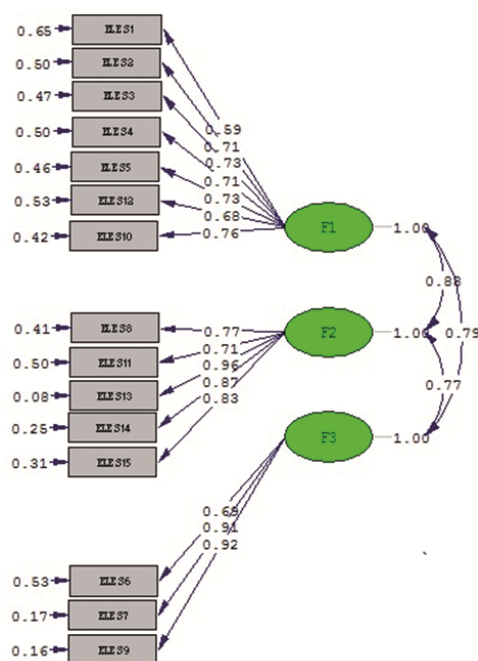 0.65 ELES1
0.50 ELES2
0.47 ELES3
0.50 ELES4
0.46 ELES5
0.53 ELES12
0.42 ELES10
0.59
0.71
0.73
0.71
0.73
0.68
0.76
F1 1.00
0.88
0.41 ELES8
0.50 ELES11
0.08 ELES13
0.25 ELES14
0.31 ELES15
0.77
0.71
0.96
0.87
0.83
F2 1.00
0.79
0.77
F3 1.00
0.69
0.91
0.92
0.53 ELES6
0.17 ELES7
0.16 ELES9